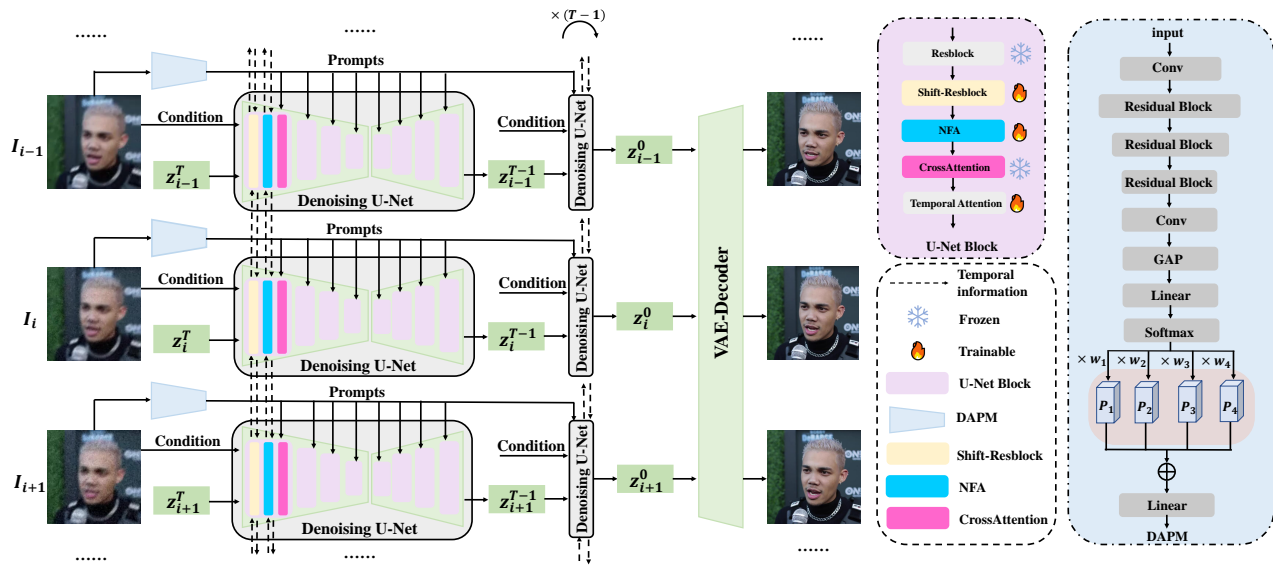 × (T − 1)
......
Prompts
I_{i-1}
Condition
z_{i-1}^{T}
Denoising U-Net
z_{i-1}^{T-1}
Condition
Denoising U-Net
z_{i-1}^{0}
......
Prompts
I_i
Condition
z_i^{T}
Denoising U-Net
z_i^{T-1}
Condition
Denoising U-Net
z_i^{0}
VAE-Decoder
Prompts
I_{i+1}
Condition
z_{i+1}^{T}
Denoising U-Net
z_{i+1}^{T-1}
Condition
Denoising U-Net
z_{i+1}^{0}
......
......
......
Resblock
Shift-Resblock
NFA
CrossAttention
Temporal Attention
U-Net Block
Temporal
information
Frozen
Trainable
U-Net Block
DAPM
Shift-Resblock
NFA
CrossAttention
input
Conv
Residual Block
Residual Block
Residual Block
Conv
GAP
Linear
Softmax
× w_1 × w_2 × w_3 × w_4
P_1 P_2 P_3 P_4
Linear
DAPM